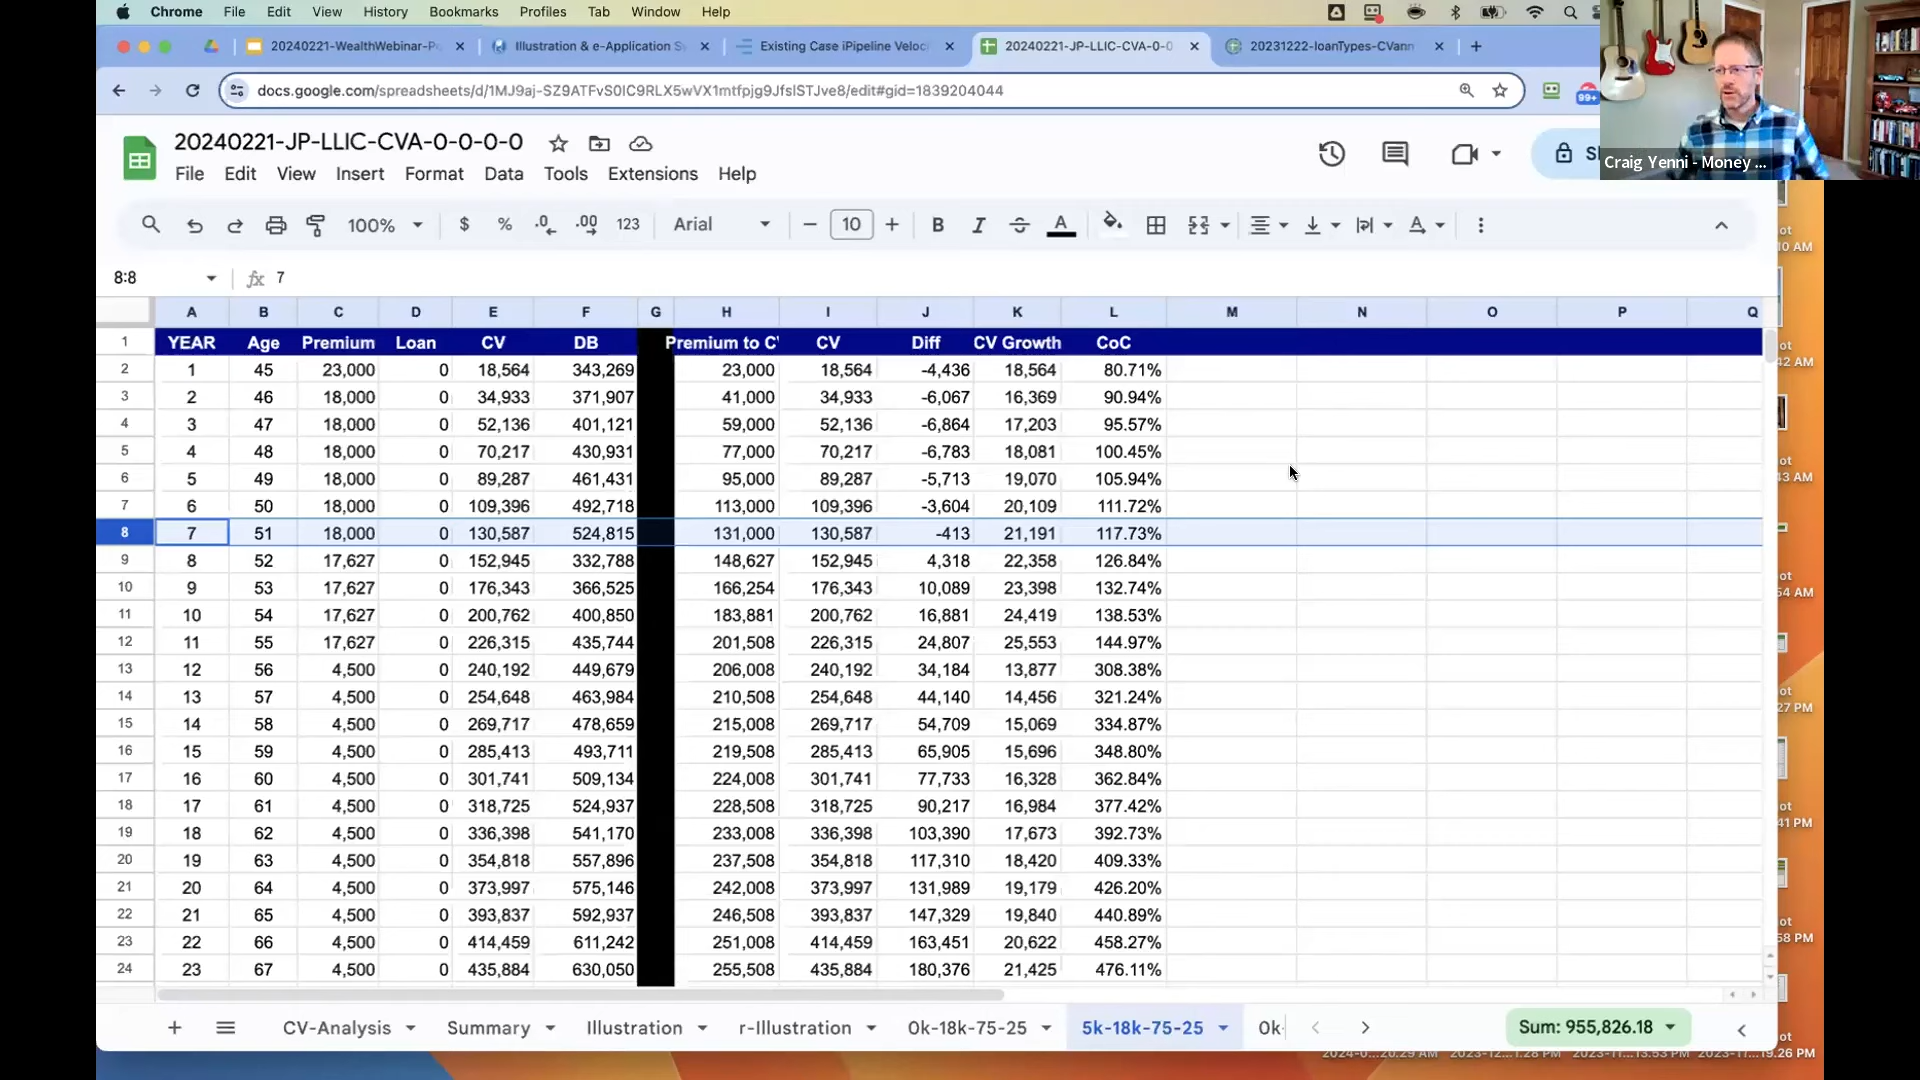 Chrome File Edit View History Bookmarks Profiles Tab Window Help
20240221-WealthWebinar-P Illustration & e-Application S Existing Case iPipeline Veloc 20240221-JP-LLIC-CVA-0-0 20231222-loanTypes-CVann
docs.google.com/spreadsheets/d/1MJ9aj-SZ9ATFvS0IC9RLX5wVX1mtfpjg9JfsISTJve8/edit#gid=1839204044 99+
20240221-JP-LLIC-CVA-0-0-0-0
File Edit View Insert Format Data Tools Extensions Help
Craig Yenni - Money ...
100% $ % .0 .00 123 Arial 10 B I S A
8:8 fx 7
A B C D E F G H I J K L M N O P Q
1 YEAR Age Premium Loan CV DB Premium to C CV Diff CV Growth CoC
2 1 45 23,000 0 18,564 343,269 23,000 18,564 -4,436 18,564 80.71%
3 2 46 18,000 0 34,933 371,907 41,000 34,933 -6,067 16,369 90.94%
4 3 47 18,000 0 52,136 401,121 59,000 52,136 -6,864 17,203 95.57%
5 4 48 18,000 0 70,217 430,931 77,000 70,217 -6,783 18,081 100.45%
6 5 49 18,000 0 89,287 461,431 95,000 89,287 -5,713 19,070 105.94%
7 6 50 18,000 0 109,396 492,718 113,000 109,396 -3,604 20,109 111.72%
8 7 51 18,000 0 130,587 524,815 131,000 130,587 -413 21,191 117.73%
9 8 52 17,627 0 152,945 332,788 148,627 152,945 4,318 22,358 126.84%
10 9 53 17,627 0 176,343 366,525 166,254 176,343 10,089 23,398 132.74%
11 10 54 17,627 0 200,762 400,850 183,881 200,762 16,881 24,419 138.53%
12 11 55 17,627 0 226,315 435,744 201,508 226,315 24,807 25,553 144.97%
13 12 56 4,500 0 240,192 449,679 206,008 240,192 34,184 13,877 308.38%
14 13 57 4,500 0 254,648 463,984 210,508 254,648 44,140 14,456 321.24%
15 14 58 4,500 0 269,717 478,659 215,008 269,717 54,709 15,069 334.87%
16 15 59 4,500 0 285,413 493,711 219,508 285,413 65,905 15,696 348.80%
17 16 60 4,500 0 301,741 509,134 224,008 301,741 77,733 16,328 362.84%
18 17 61 4,500 0 318,725 524,937 228,508 318,725 90,217 16,984 377.42%
19 18 62 4,500 0 336,398 541,170 233,008 336,398 103,390 17,673 392.73%
20 19 63 4,500 0 354,818 557,896 237,508 354,818 117,310 18,420 409.33%
21 20 64 4,500 0 373,997 575,146 242,008 373,997 131,989 19,179 426.20%
22 21 65 4,500 0 393,837 592,937 246,508 393,837 147,329 19,840 440.89%
23 22 66 4,500 0 414,459 611,242 251,008 414,459 163,451 20,622 458.27%
24 23 67 4,500 0 435,884 630,050 255,508 435,884 180,376 21,425 476.11%
CV-Analysis Summary Illustration r-Illustration 0k-18k-75-25 5k-18k-75-25 0k- Sum: 955,826.18